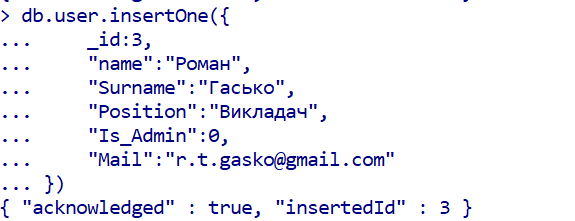 > db.user.insertOne({
...     _id:3,
...     "name":"Роман",
...     "Surname":"Гасько",
...     "Position":"Викладач",
...     "Is_Admin":0,
...     "Mail":"r.t.gasko@gmail.com"
... })
{ "acknowledged" : true, "insertedId" : 3 }